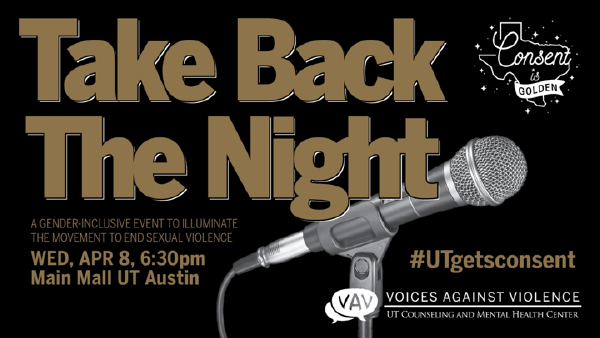 Take Back
The Night
Consent
is
GOLDEN
A GENDER-INCLUSIVE EVENT TO ILLUMINATE
THE MOVEMENT TO END SEXUAL VIOLENCE
WED, APR 8, 6:30pm
Main Mall UT Austin
#UTgetsconsent
VAV
VOICES AGAINST VIOLENCE
UT COUNSELING AND MENTAL HEALTH CENTER